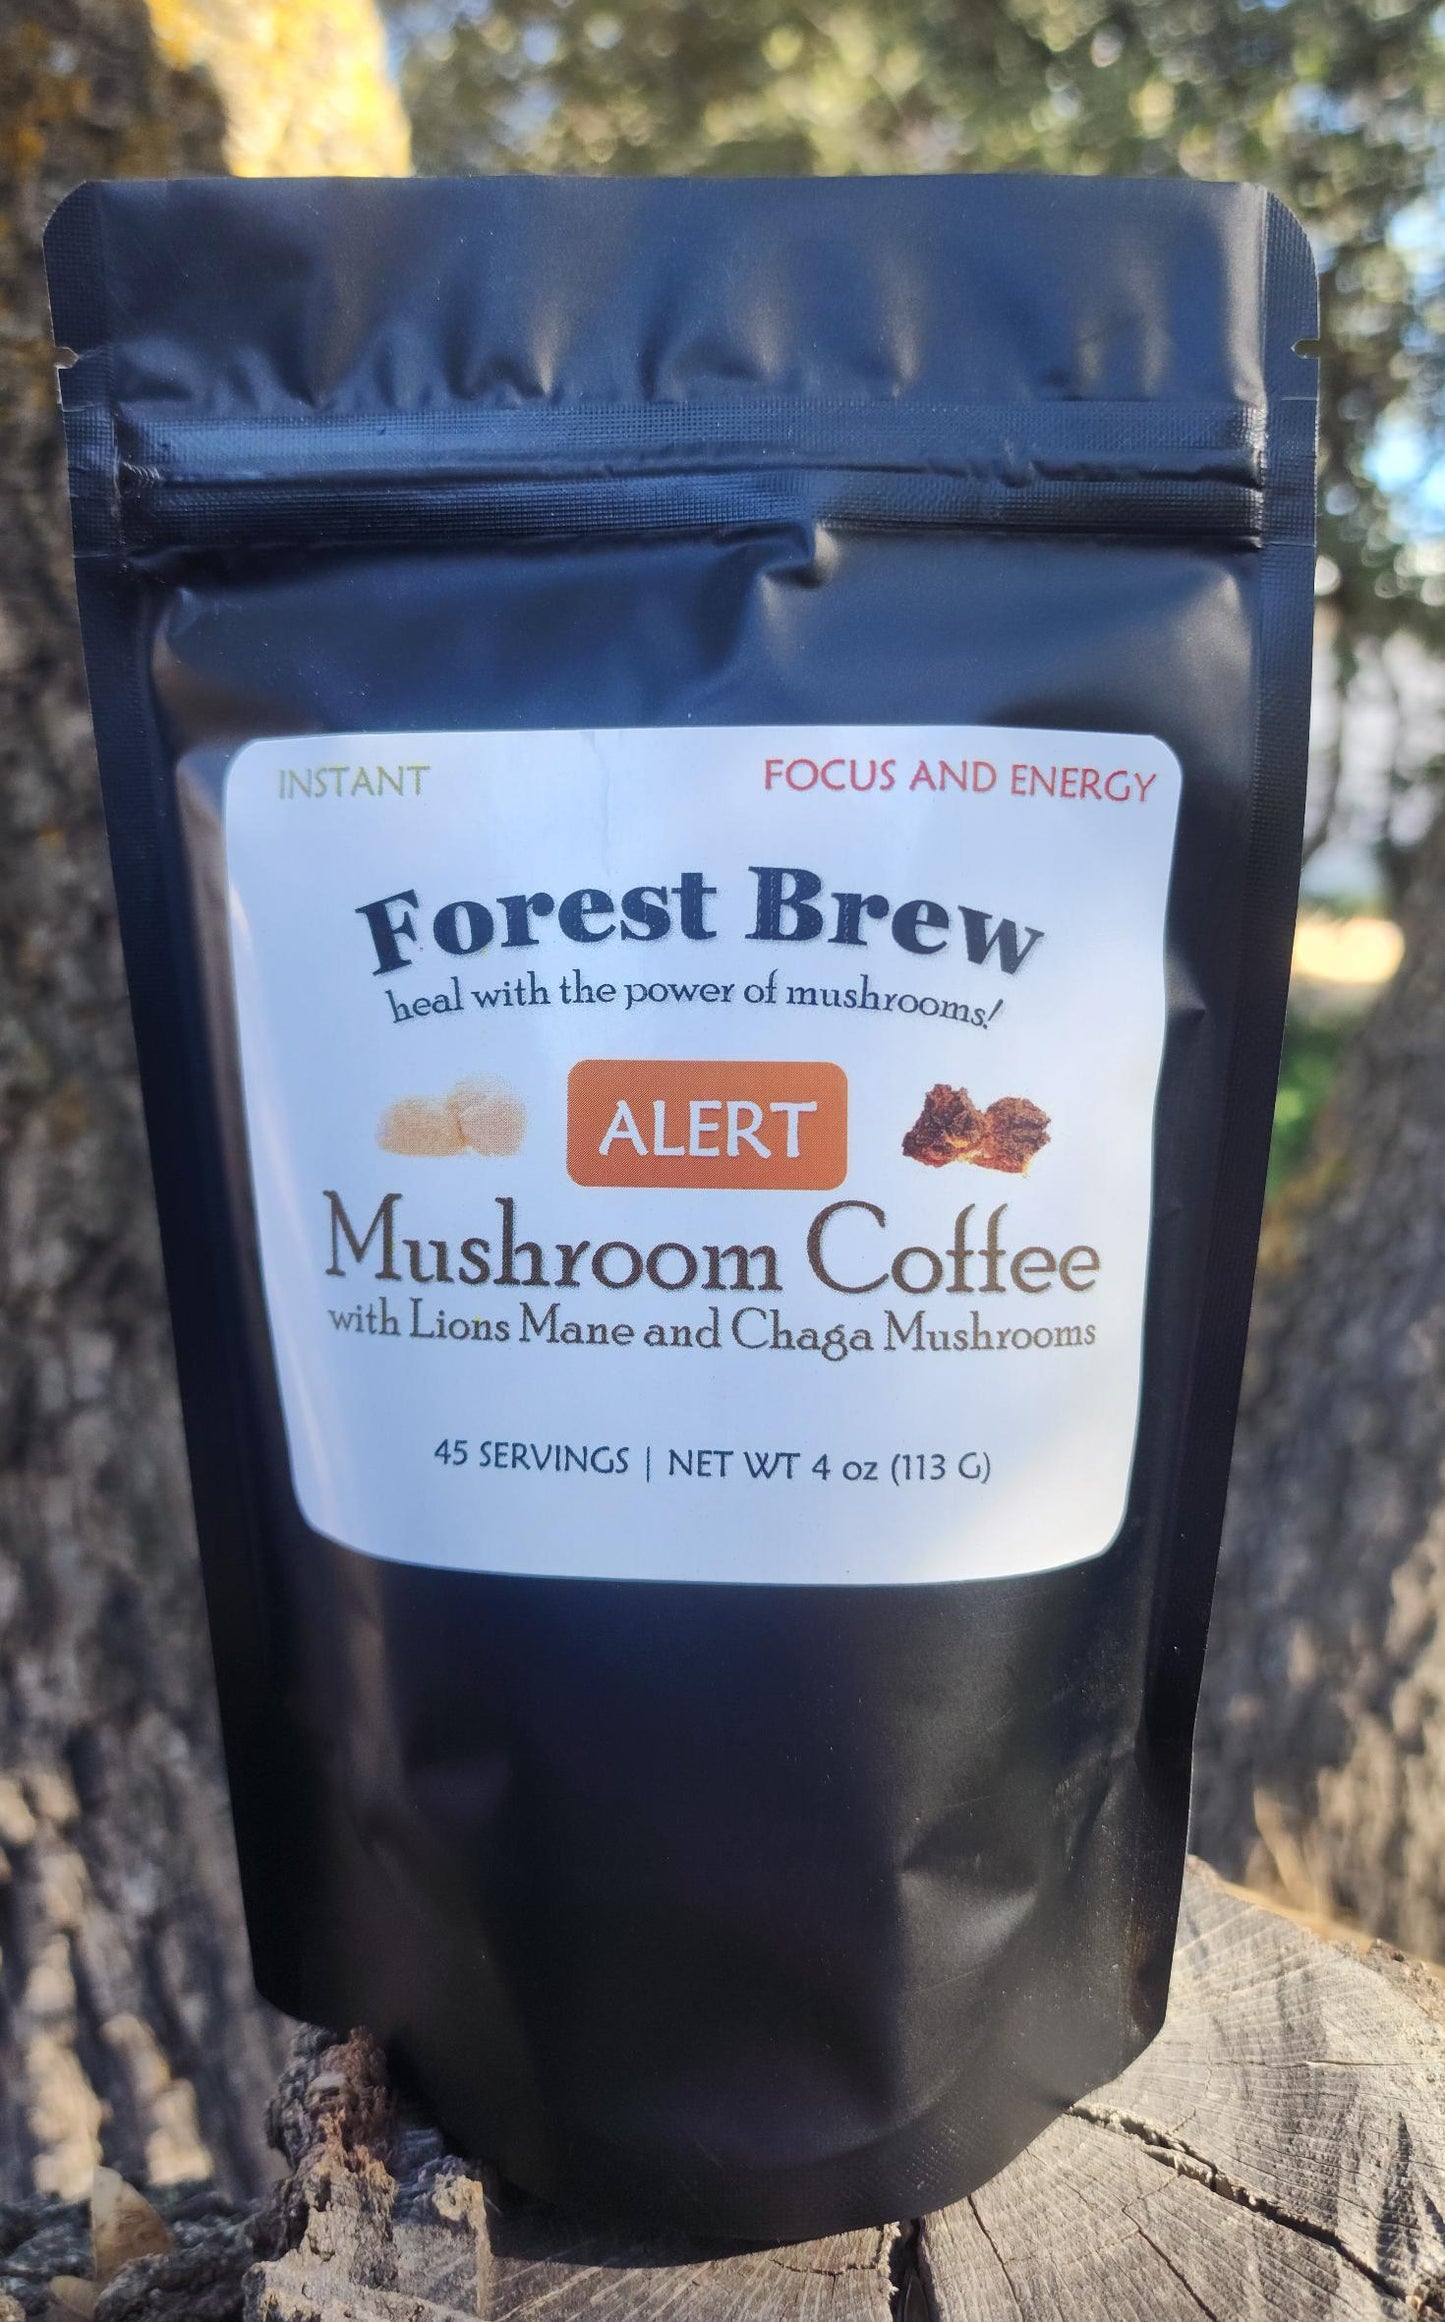 INSTANT
FOCUS AND ENERGY
Forest Brew
heal with the power of mushrooms!
ALERT
Mushroom Coffee
with Lions Mane and Chaga Mushrooms
45 SERVINGS | NET WT 4 oz (113 G)